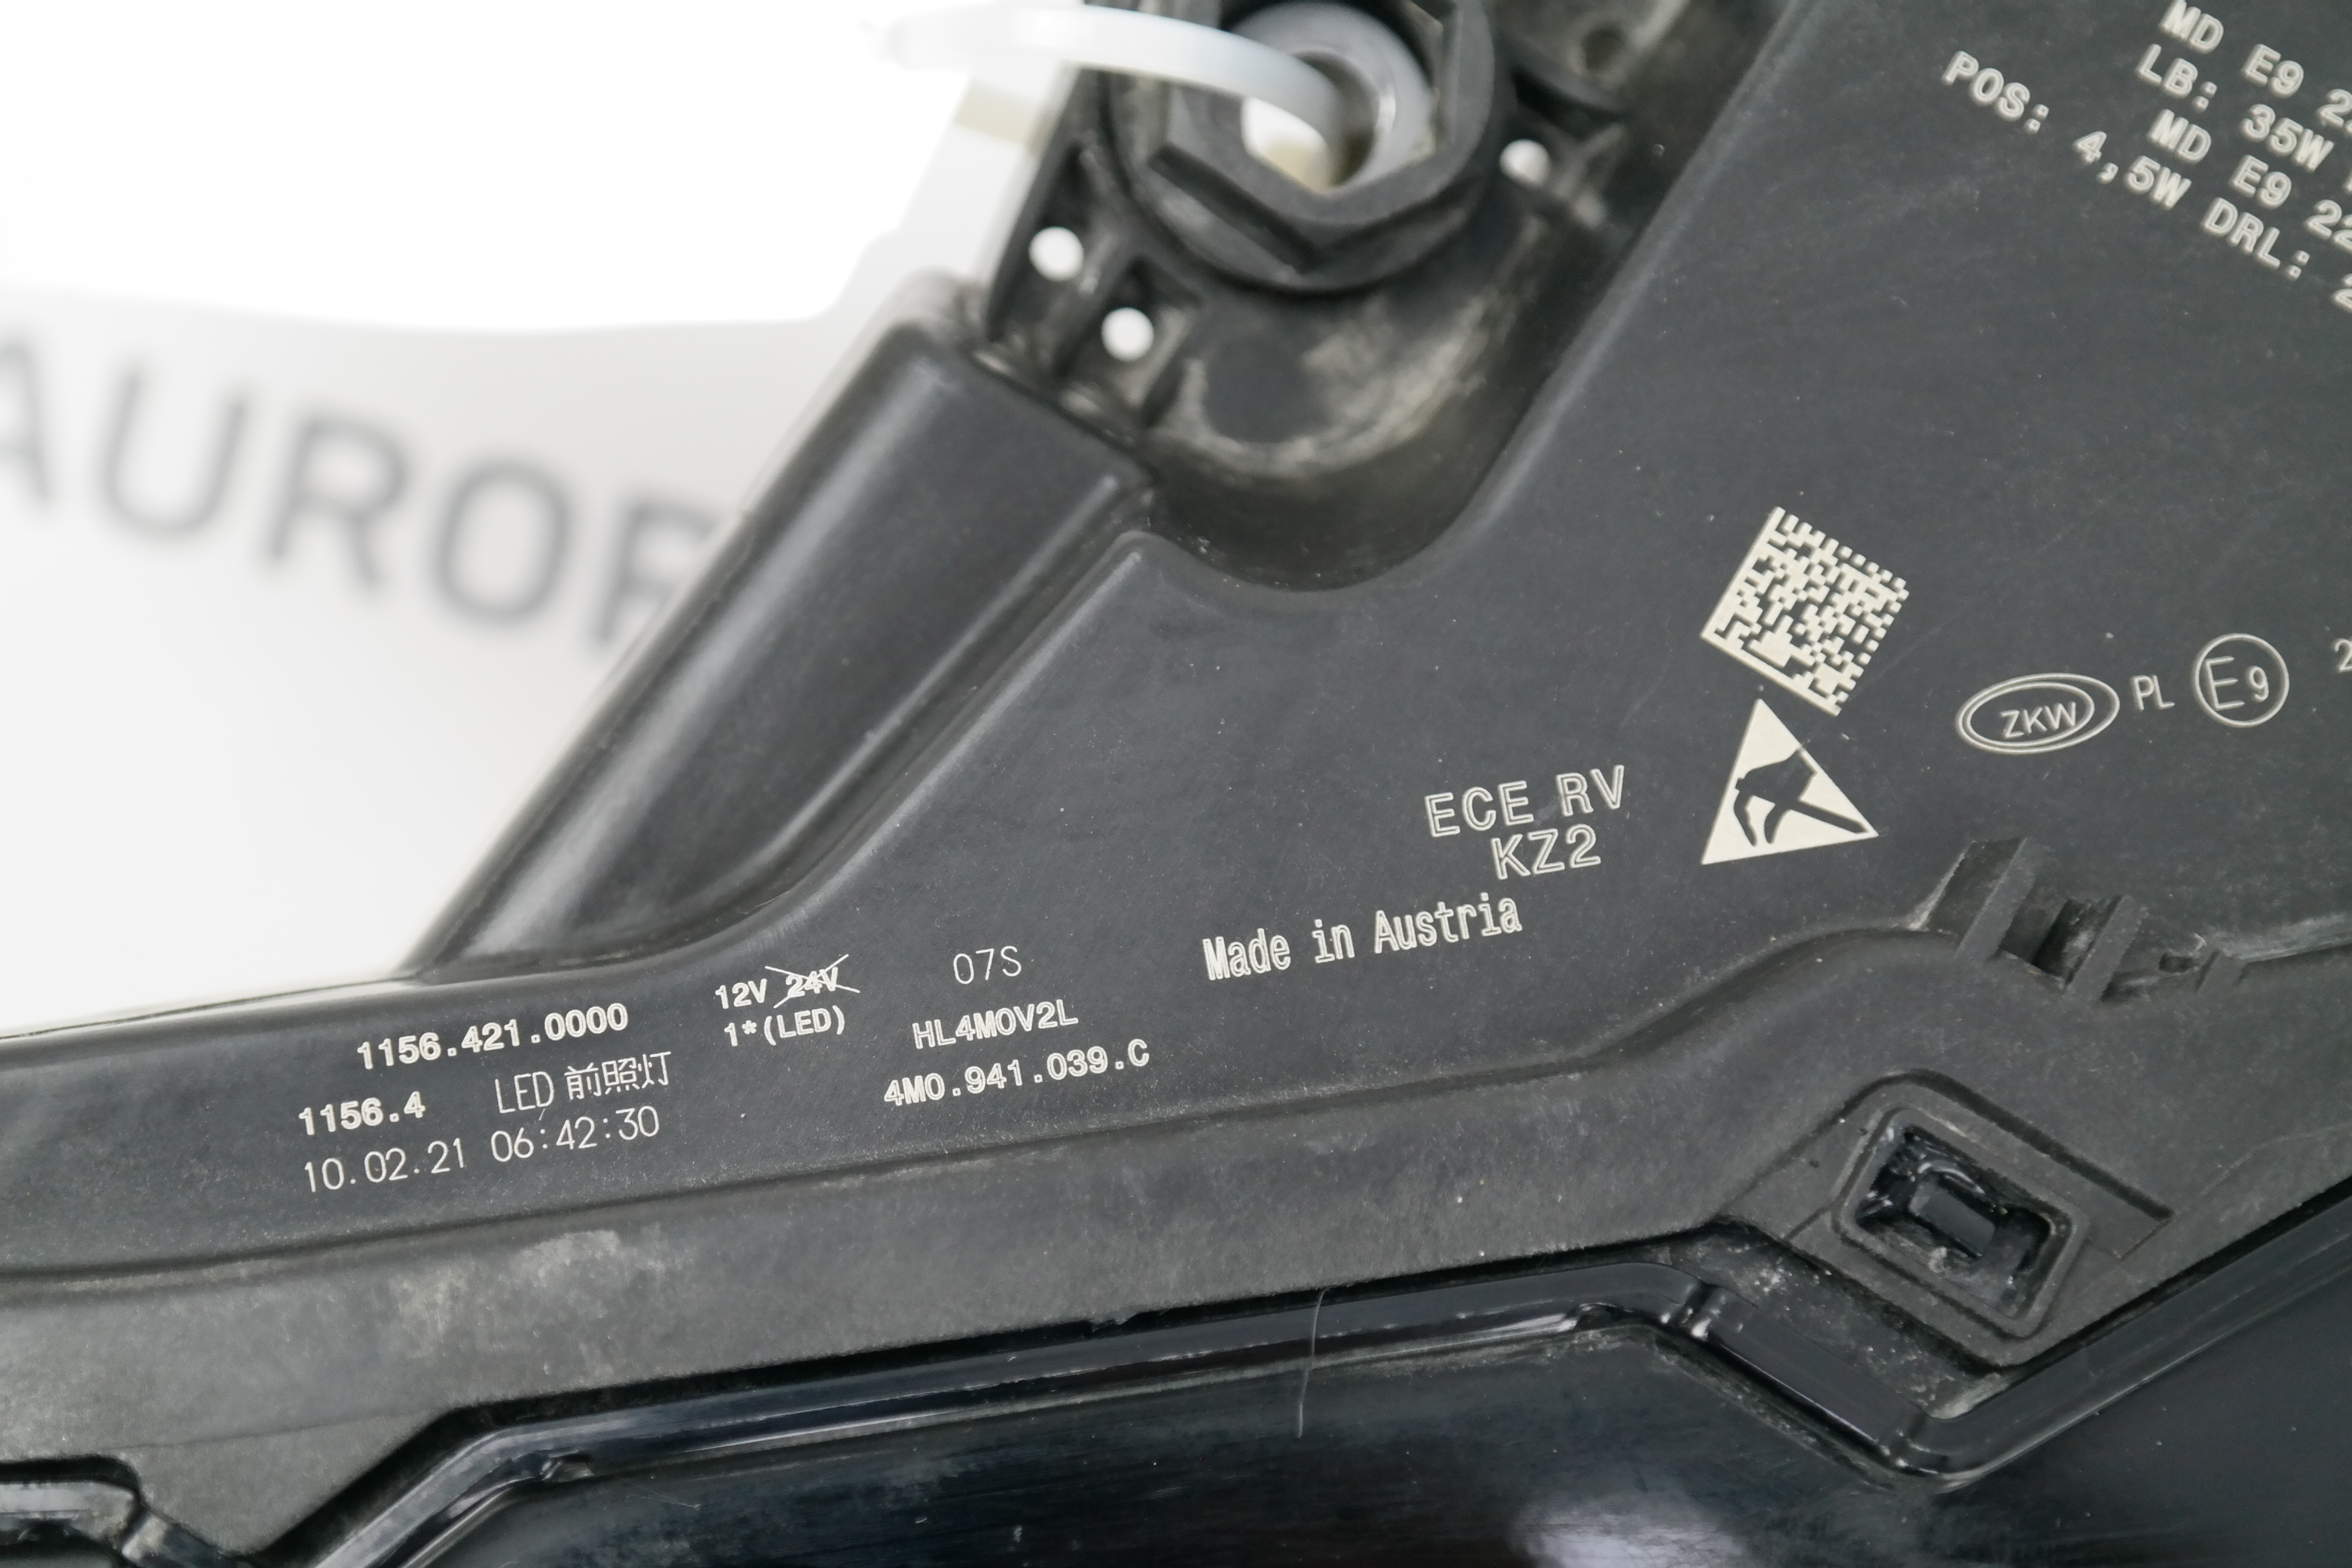 MD E9
LB: 35W
MD E9
POS: 4,5W DRL:
AUROP
ZKW PL E9
ECE RV
KZ2
Made in Austria
07S
12V 24V
1*(LED)
HL4M0V2L
4M0.941.039.C
1156.421.0000
1156.4 LED 前照灯
10.02.21 06:42:30